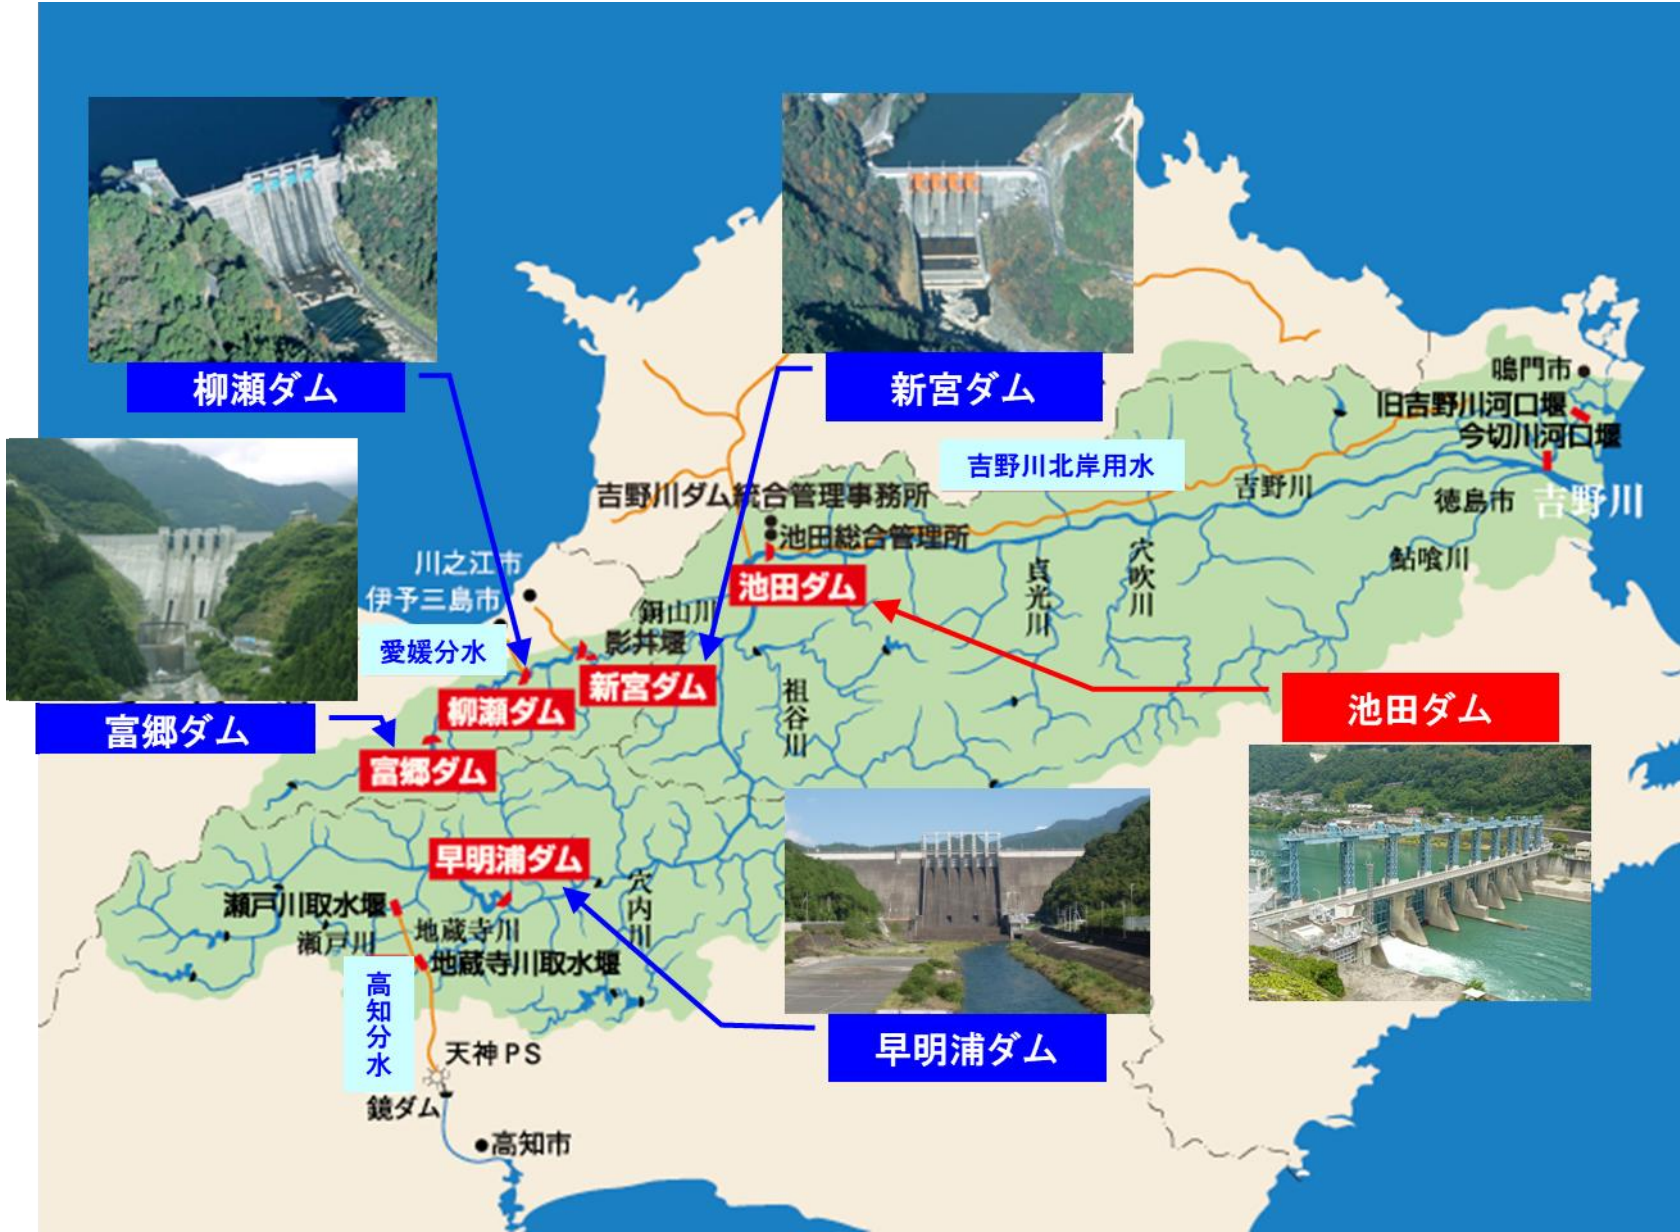 柳瀬ダム
新宮ダム
鳴門市
旧吉野川河口堰
今切川河口堰
吉野川北岸用水
吉野川
徳島市
吉野川
吉野川ダム統合管理事務所
池田総合管理所
鮎喰川
川之江市
池田ダム
貞光川
穴吹川
伊予三島市
銅山川
影井堰
愛媛分水
新宮ダム
柳瀬ダム
祖谷川
池田ダム
富郷ダム
富郷ダム
早明浦ダム
穴内川
瀬戸川取水堰
瀬戸川
地蔵寺川
地蔵寺川取水堰
高知分水
早明浦ダム
天神PS
鏡ダム
高知市